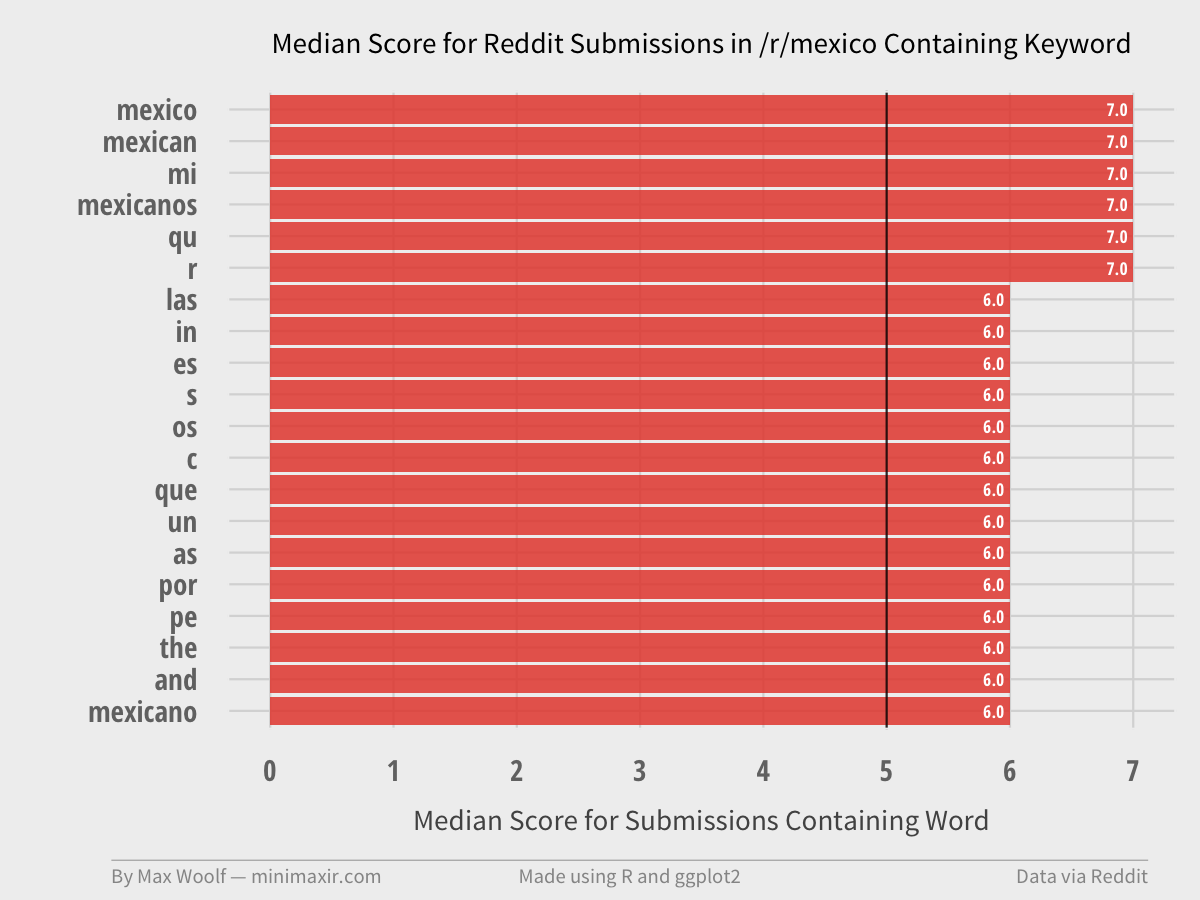 Median Score for Reddit Submissions in /r/mexico Containing Keyword
mexico 7.0
mexican 7.0
mi 7.0
mexicanos 7.0
qu 7.0
r 7.0
las 6.0
in 6.0
es 6.0
s 6.0
os 6.0
c 6.0
que 6.0
un 6.0
as 6.0
por 6.0
pe 6.0
the 6.0
and 6.0
mexicano 6.0
0 1 2 3 4 5 6 7
Median Score for Submissions Containing Word
By Max Woolf — minimaxir.com Made using R and ggplot2 Data via Reddit